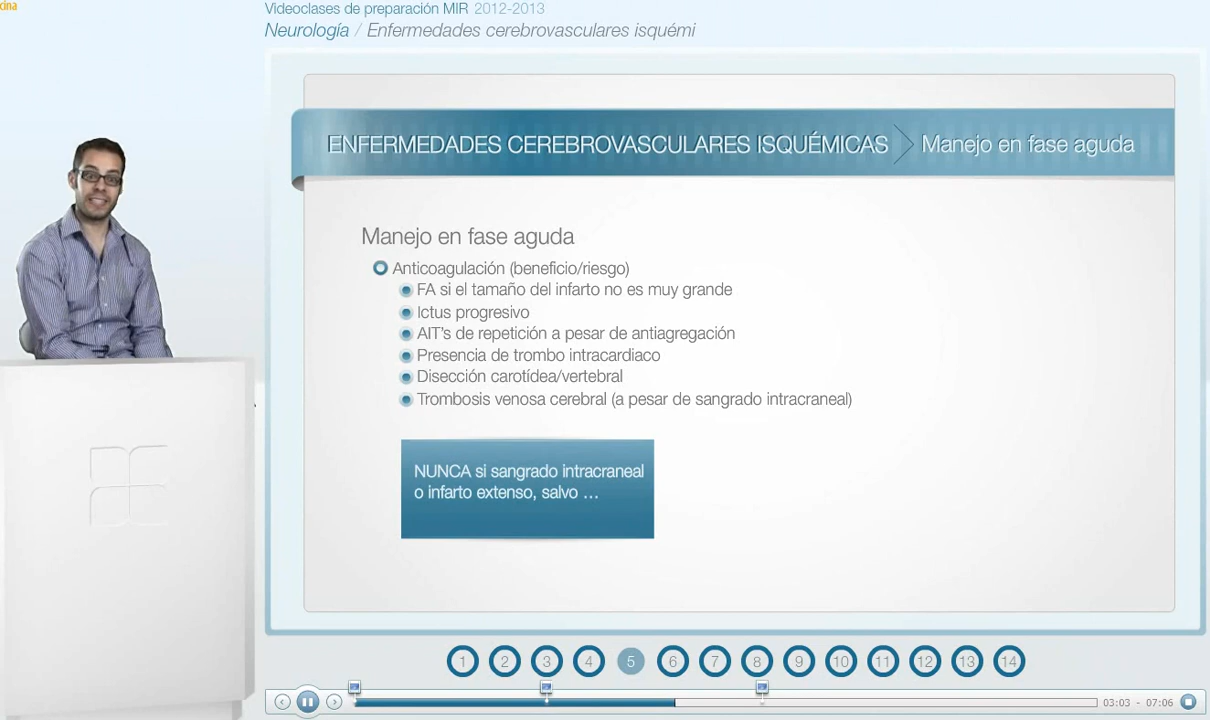 cina
Videoclases de preparación MIR 2012-2013
Neurología / Enfermedades cerebrovasculares isquémi
ENFERMEDADES CEREBROVASCULARES ISQUÉMICAS
Manejo en fase aguda
Manejo en fase aguda
Anticoagulación (beneficio/riesgo)
FA si el tamaño del infarto no es muy grande
Ictus progresivo
AIT's de repetición a pesar de antiagregación
Presencia de trombo intracardiaco
Disección carotídea/vertebral
Trombosis venosa cerebral (a pesar de sangrado intracraneal)
NUNCA si sangrado intracraneal
o infarto extenso, salvo ...
1 2 3 4 5 6 7 8 9 10 11 12 13 14
03:03 - 07:06